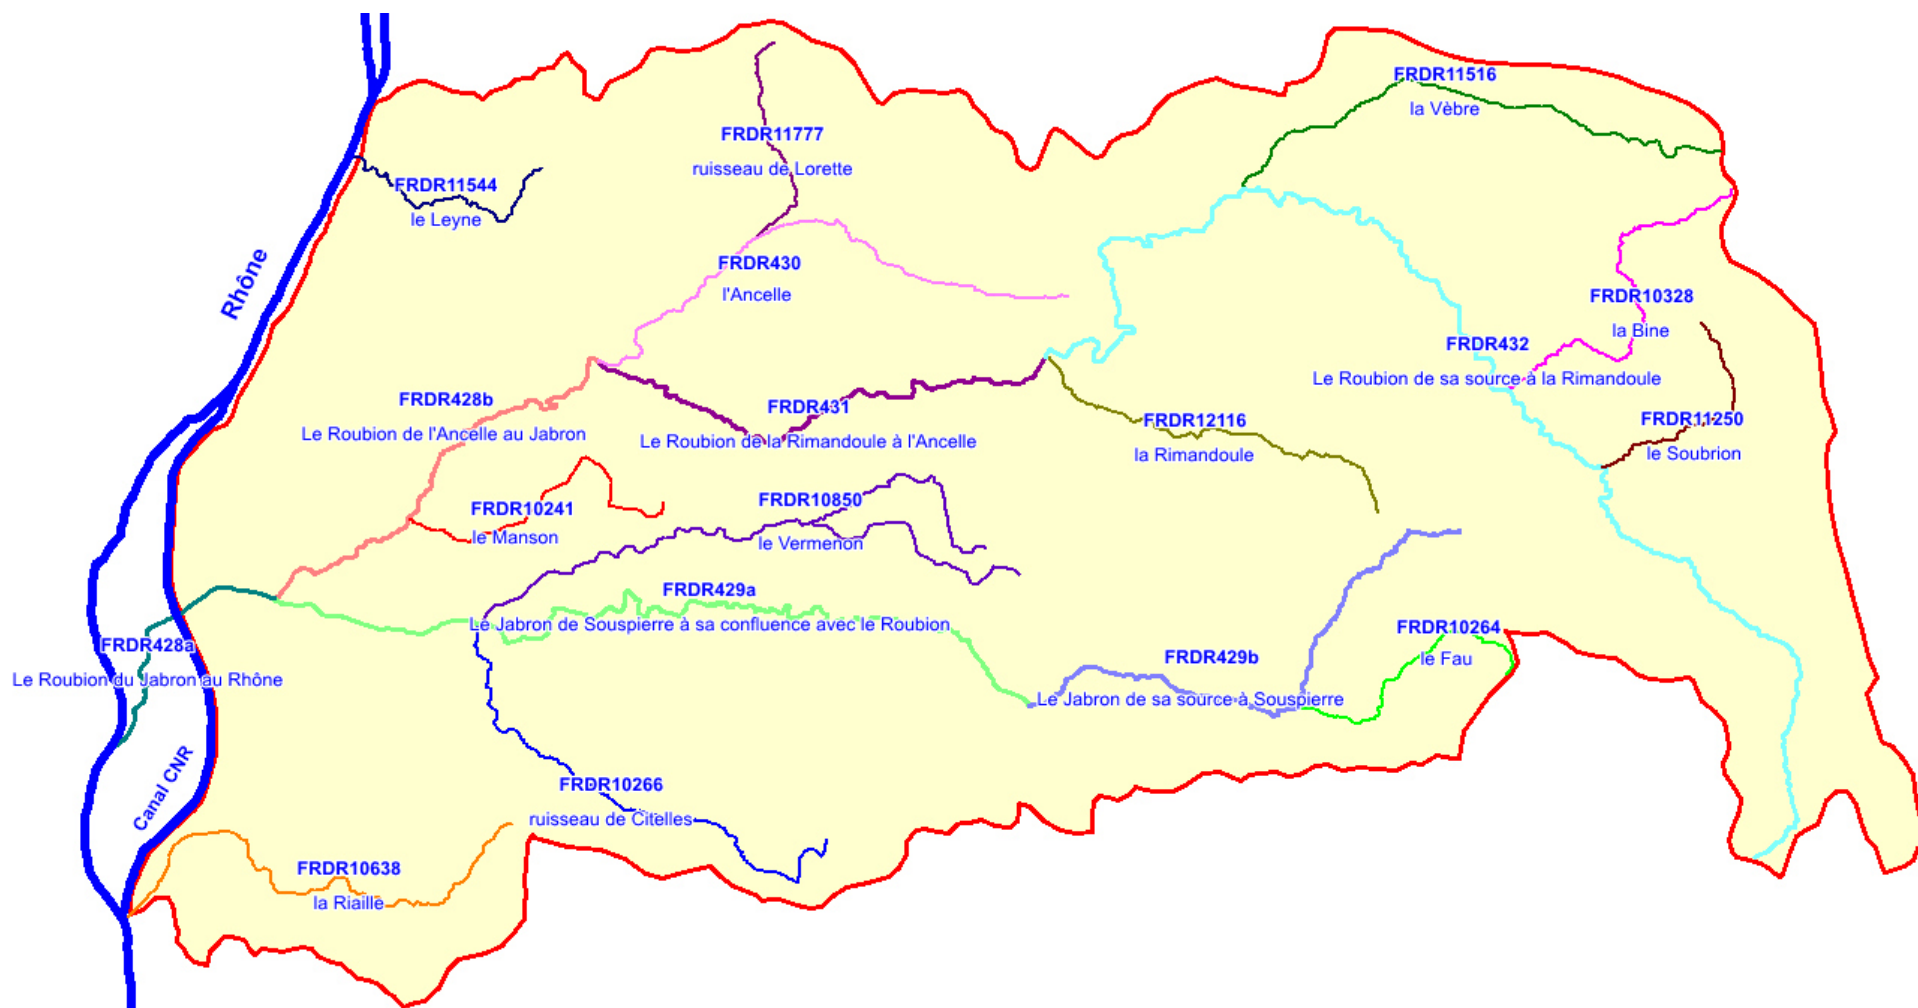 FRDR11516
la Vèbre
FRDR11777
ruisseau de Lorette
FRDR11544
le Leyne
Rhône
FRDR430
l'Ancelle
FRDR10328
la Bine
FRDR432
Le Roubion de sa source à la Rimandoule
FRDR428b
Le Roubion de l'Ancelle au Jabron
FRDR431
Le Roubion de la Rimandoule à l'Ancelle
FRDR12116
la Rimandoule
FRDR11250
le Soubrion
FRDR10241
le Manson
FRDR10850
le Vermenon
FRDR429a
Le Jabron de Souspierre à sa confluence avec le Roubion
FRDR10264
le Fau
FRDR428a
Le Roubion du Jabron au Rhône
FRDR429b
Le Jabron de sa source à Souspierre
Canal CNR
FRDR10266
ruisseau de Citelles
FRDR10638
la Riaille